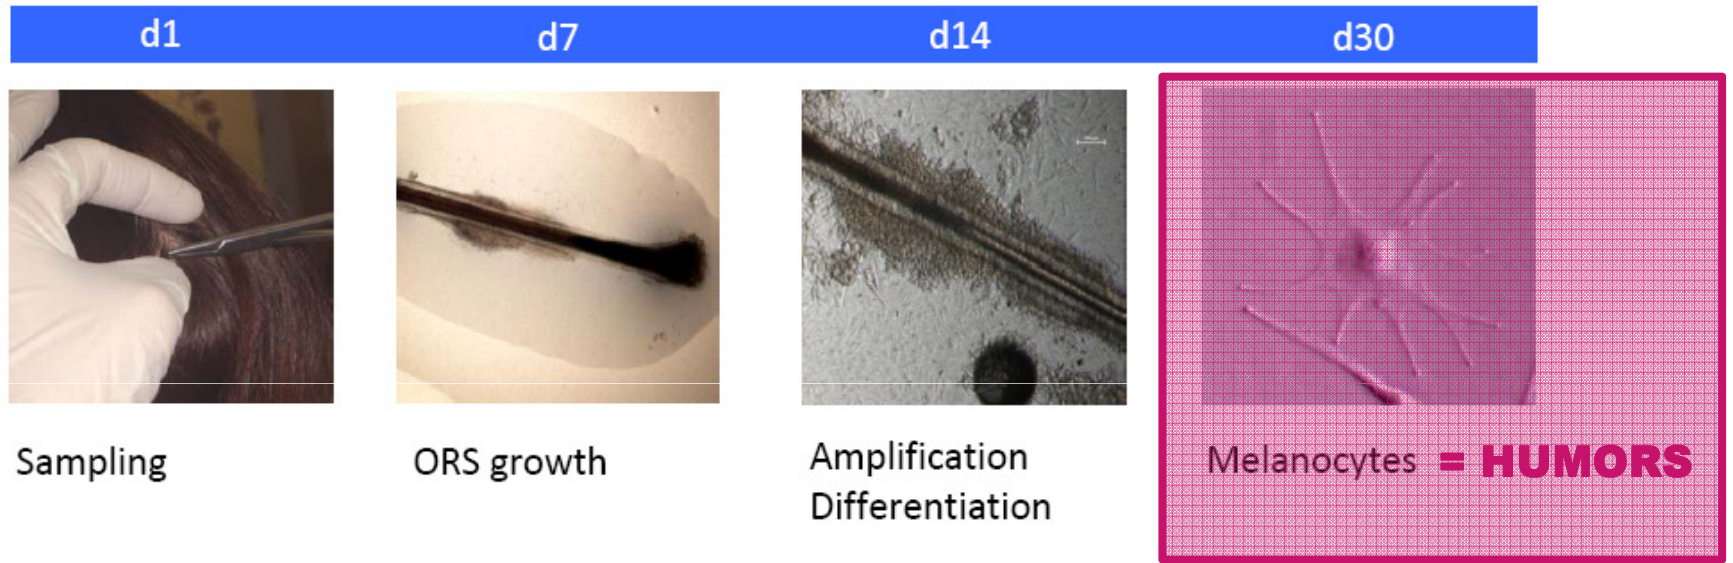 d1
d7
d14
d30
Sampling
ORS growth
Amplification
Differentiation
Melanocytes = HUMORS